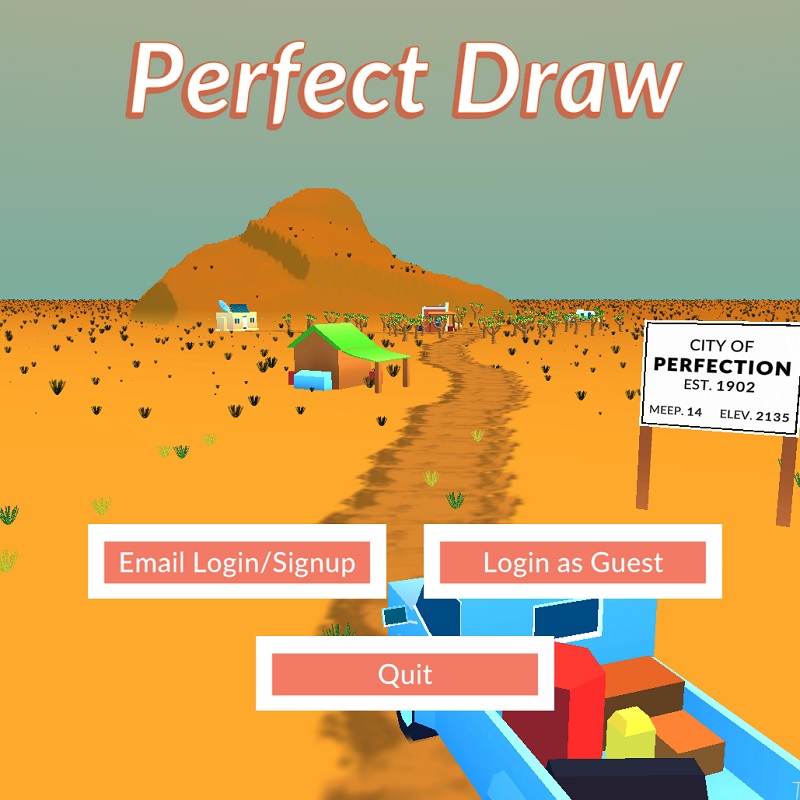 Perfect Draw
CITY OF
PERFECTION
EST. 1902
MEEP. 14 ELEV. 2135
Email Login/Signup
Login as Guest
Quit